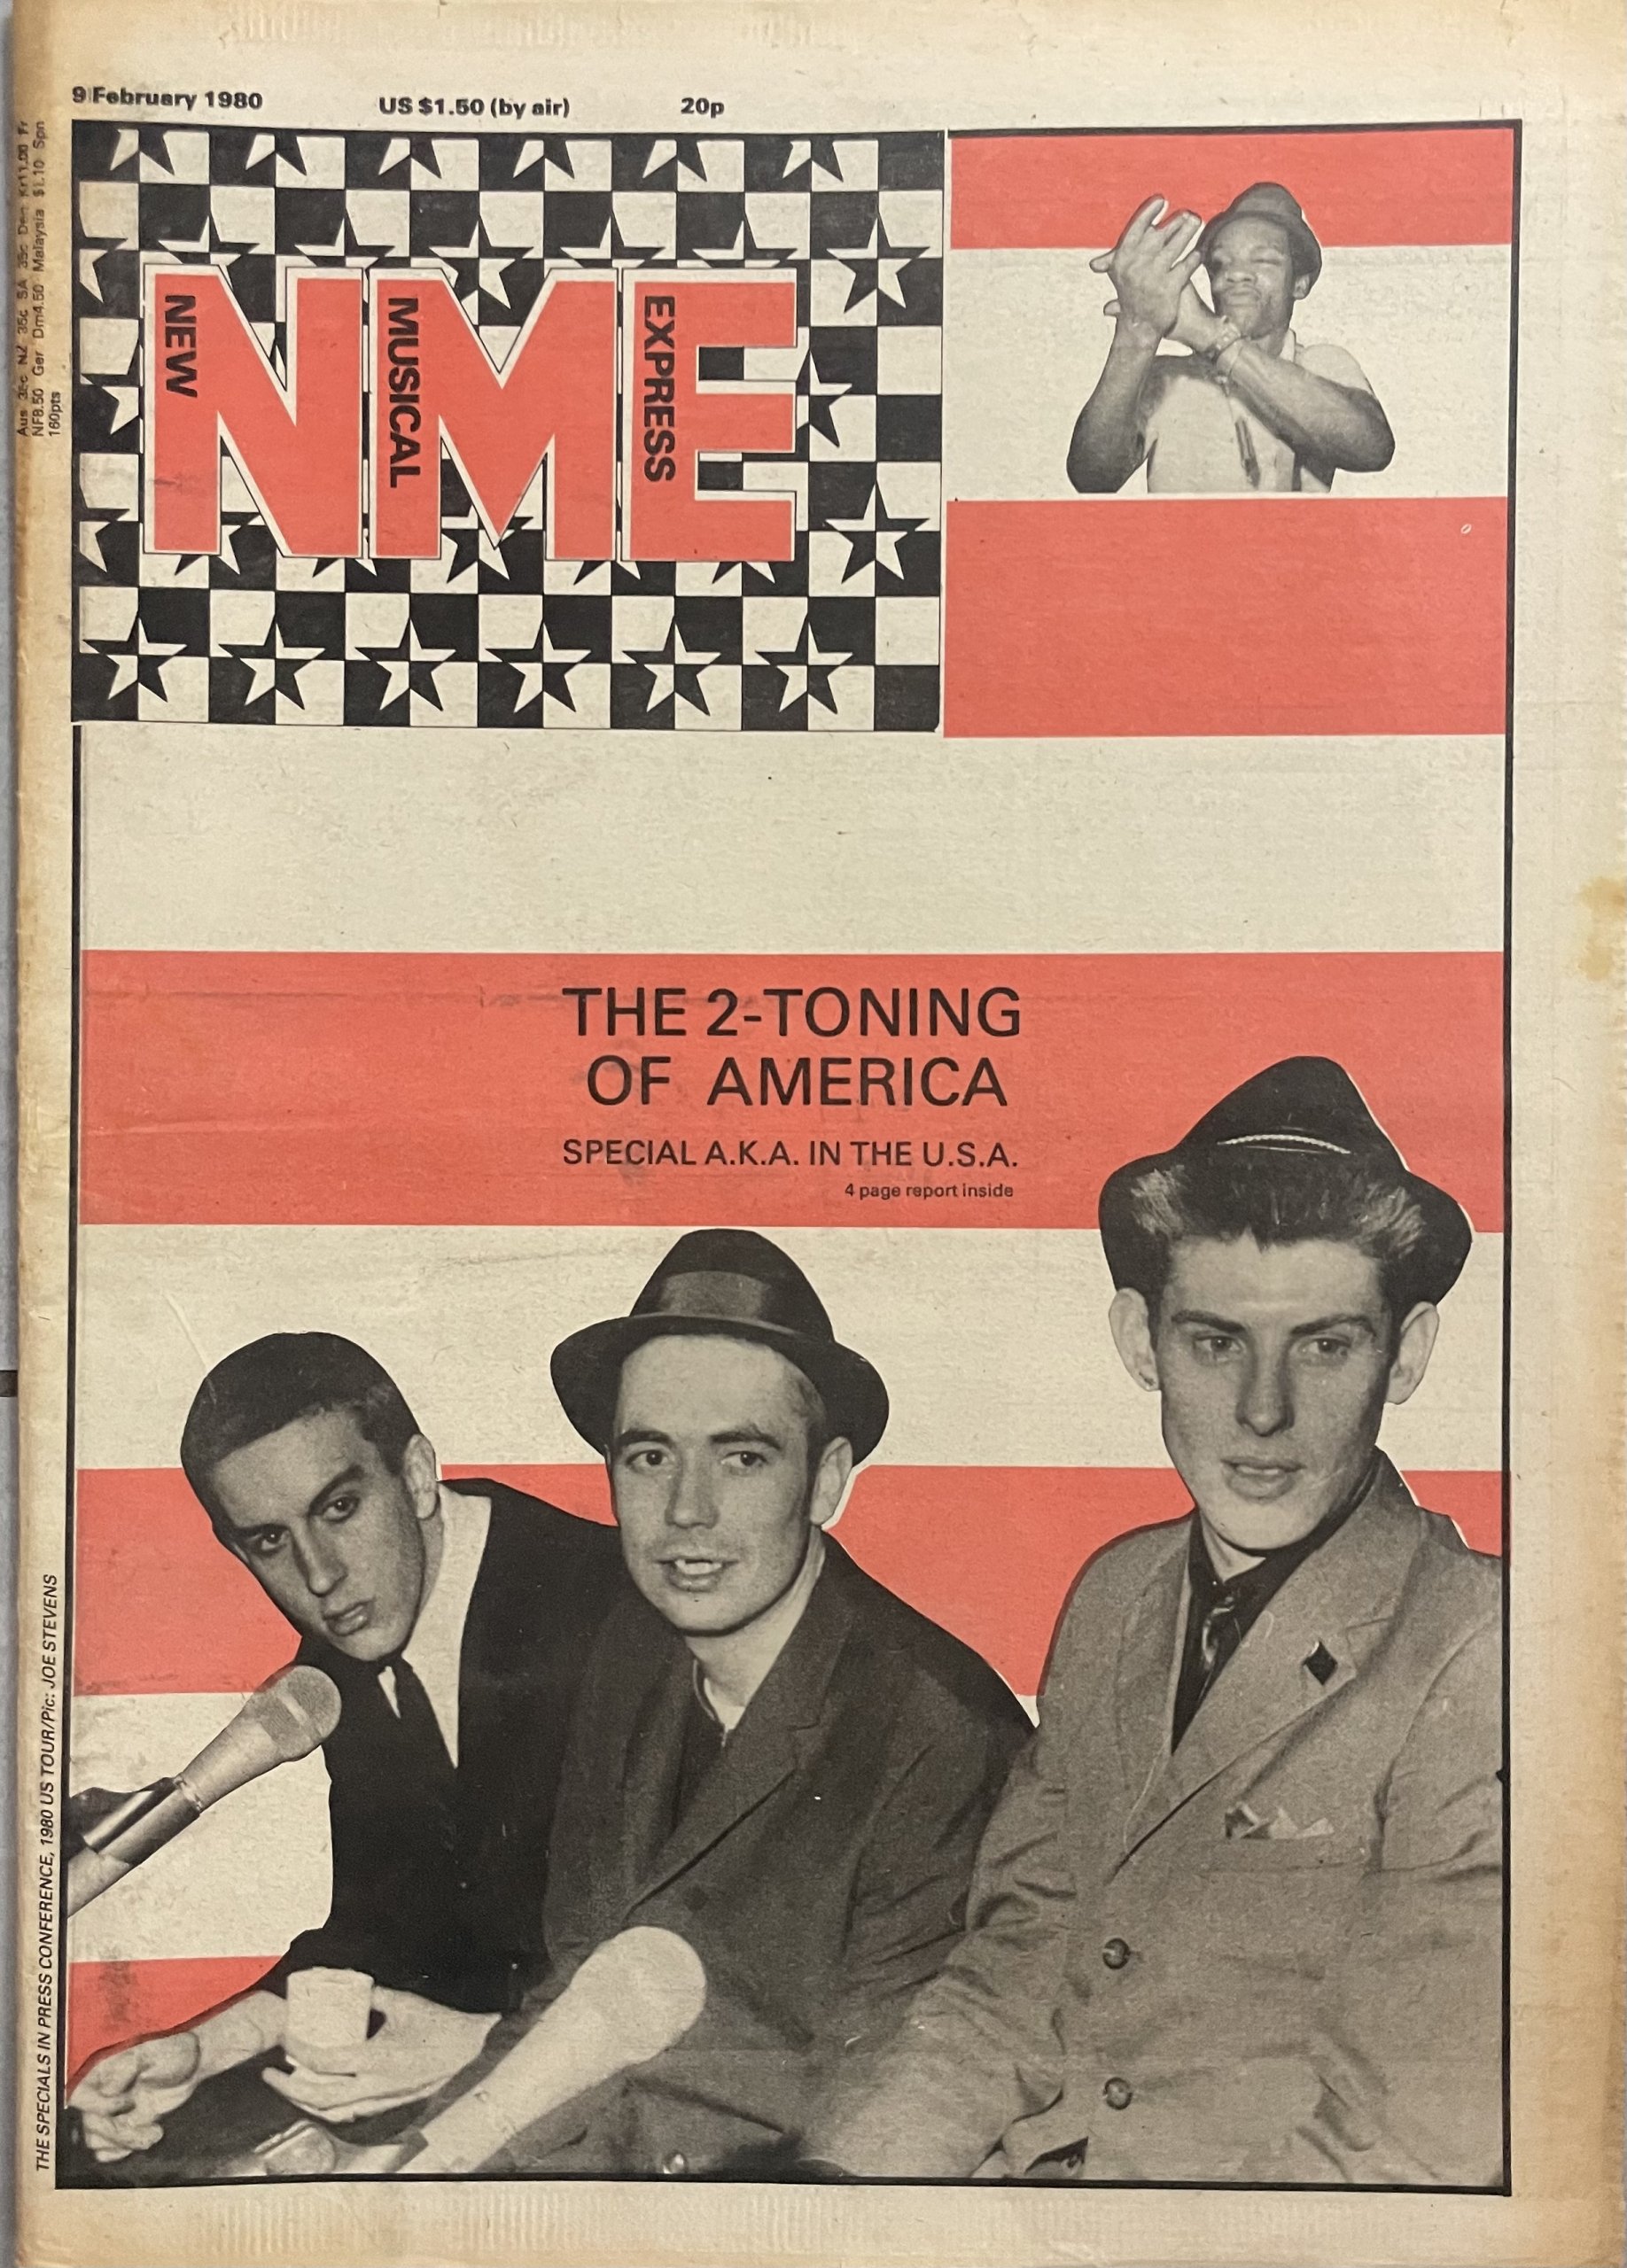 9 February 1980
US $1.50 (by air)
20p
Aus 35c NZ 35c SA 35c Den Kr11.00 Fr
NF8.50 Ger Dm4.50 Malaysia $1.10 Spn
160pts
NEW
MUSICAL
EXPRESS
NME
THE 2-TONING
OF AMERICA
SPECIAL A.K.A. IN THE U.S.A.
4 page report inside
THE SPECIALS IN PRESS CONFERENCE, 1980 US TOUR/Pic: JOE STEVENS